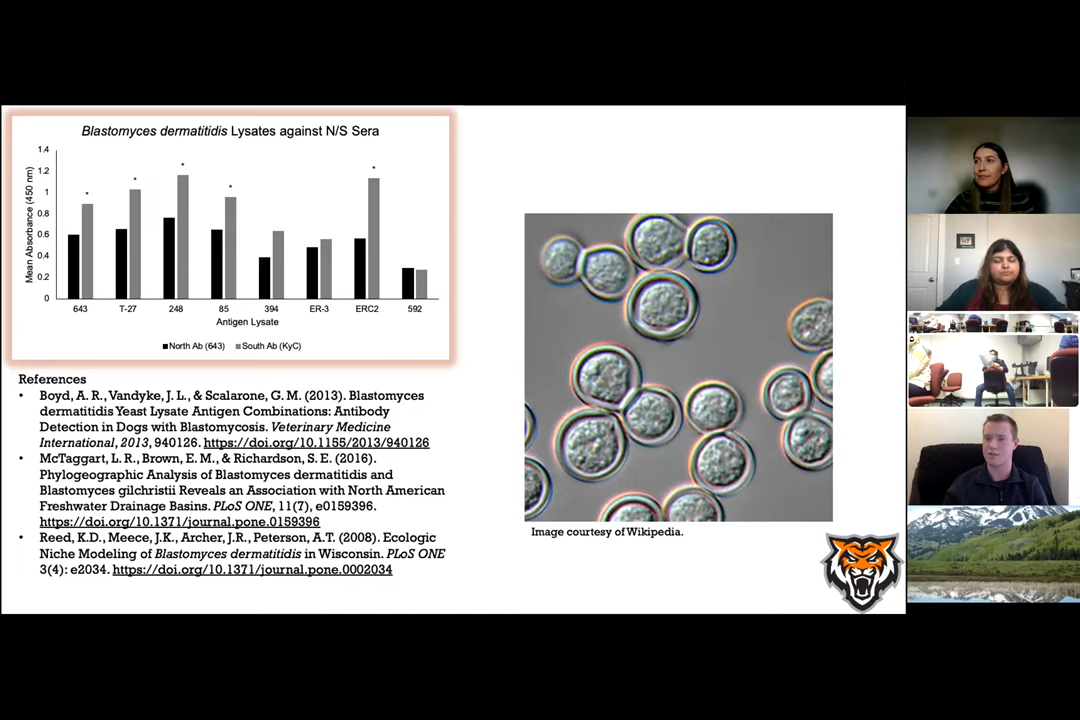 Blastomyces dermatitidis Lysates against N/S Sera
Mean Absorbance (450 nm)
1.4
1.2
1
0.8
0.6
0.4
0.2
0
* * * * *
643 T-27 248 85 394 ER-3 ERC2 592
Antigen Lysate
North Ab (643) South Ab (KyC)
References
• Boyd, A. R., Vandyke, J. L., & Scalarone, G. M. (2013). Blastomyces
dermatitidis Yeast Lysate Antigen Combinations: Antibody
Detection in Dogs with Blastomycosis. Veterinary Medicine
International, 2013, 940126. https://doi.org/10.1155/2013/940126
• McTaggart, L. R., Brown, E. M., & Richardson, S. E. (2016).
Phylogeographic Analysis of Blastomyces dermatitidis and
Blastomyces gilchristii Reveals an Association with North American
Freshwater Drainage Basins. PLoS ONE, 11(7), e0159396.
https://doi.org/10.1371/journal.pone.0159396
• Reed, K.D., Meece, J.K., Archer, J.R., Peterson, A.T. (2008). Ecologic
Niche Modeling of Blastomyces dermatitidis in Wisconsin. PLoS ONE
3(4): e2034. https://doi.org/10.1371/journal.pone.0002034
Image courtesy of Wikipedia.